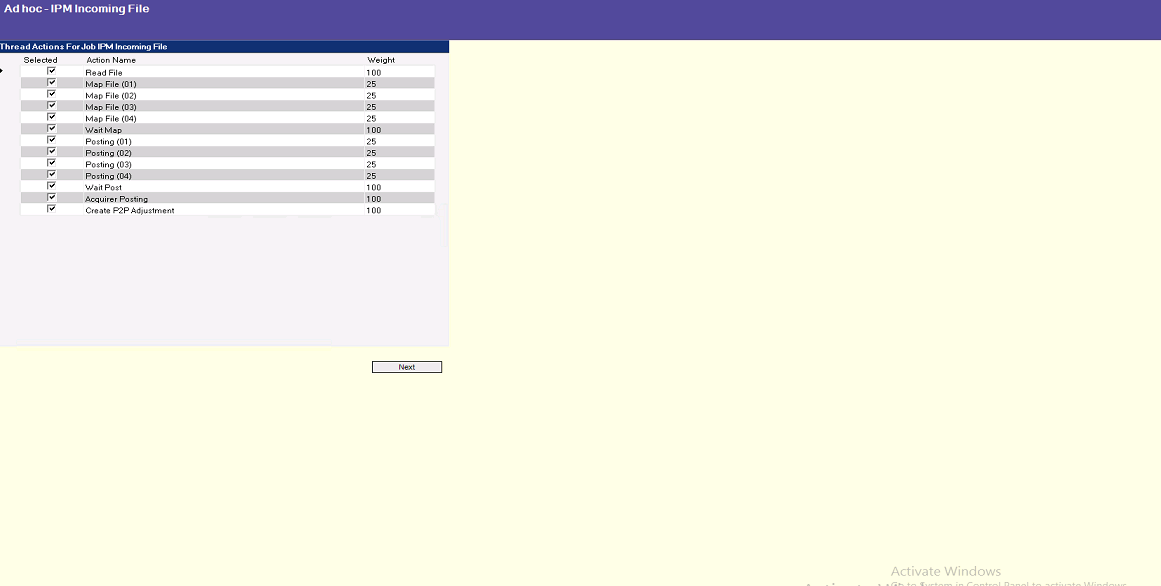 Ad hoc - IPM Incoming File
Thread Actions For Job IPM Incoming File
Selected Action Name Weight
Read File 100
Map File (01) 25
Map File (02) 25
Map File (03) 25
Map File (04) 25
Wait Map 100
Posting (01) 25
Posting (02) 25
Posting (03) 25
Posting (04) 25
Wait Post 100
Acquirer Posting 100
Create P2P Adjustment 100
Next
Activate Windows
to System in Control Panel to activate Windows